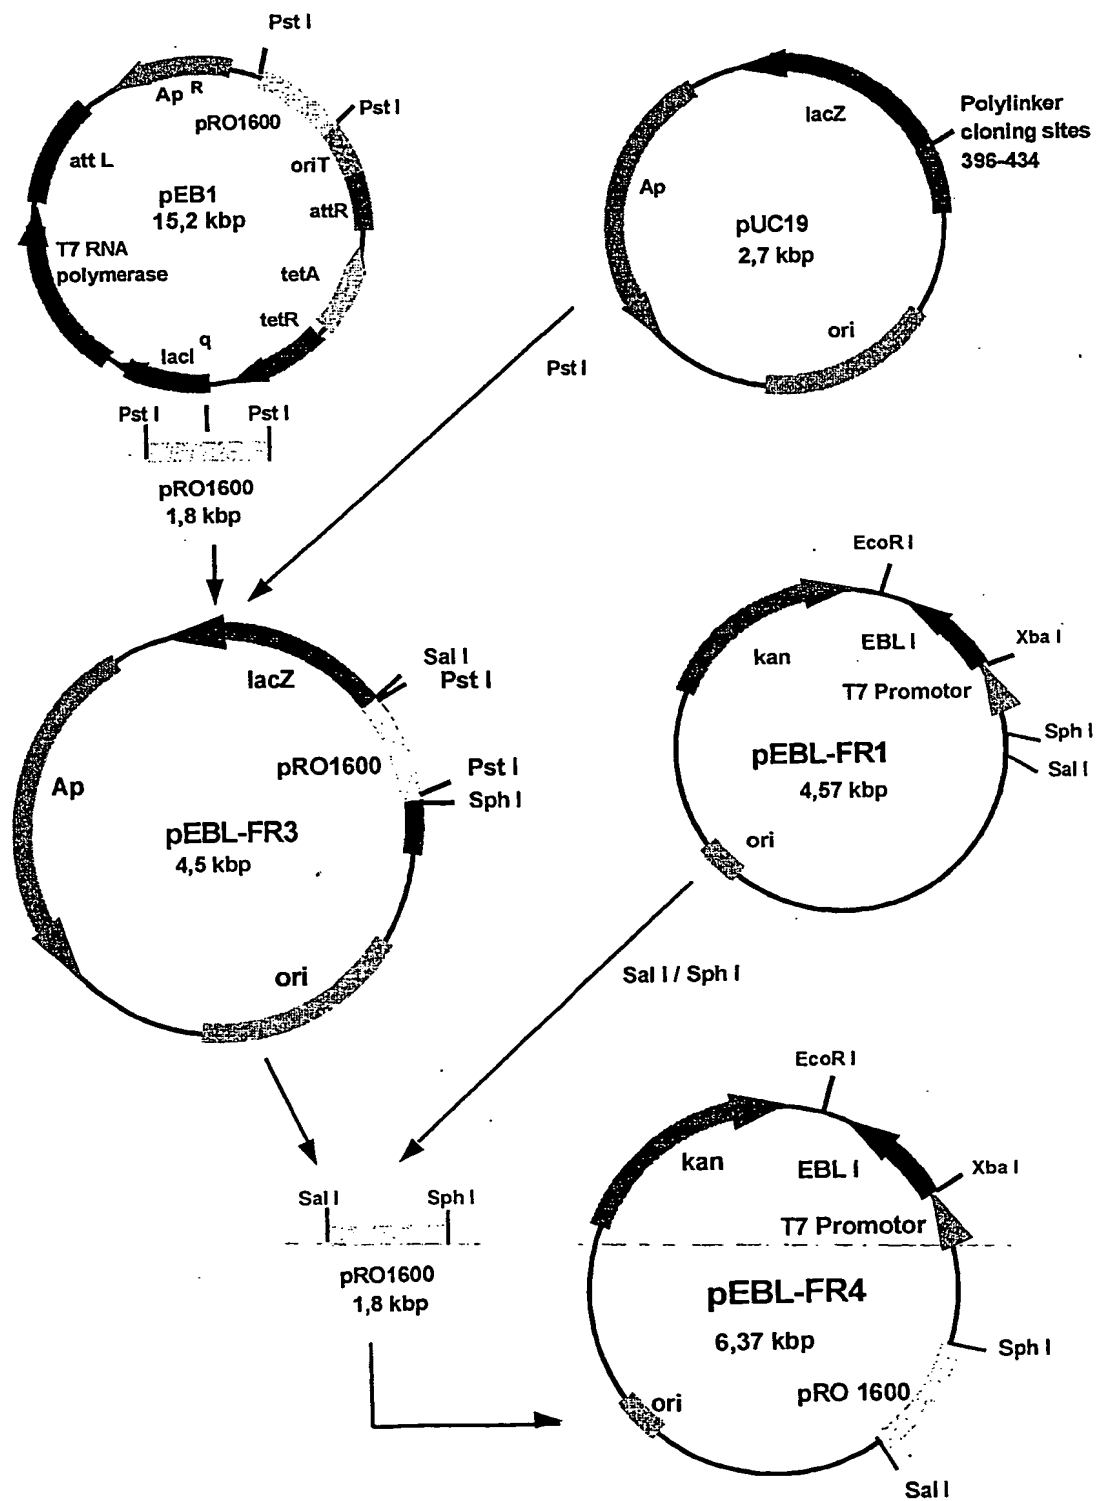 Pst I
Ap R
pRO1600
Pst I
att L
oriT
pEB1
15,2 kbp
attR
T7 RNA
polymerase
tetA
tetR
lacI q
Polylinker
cloning sites
396-434
lacZ
Ap
pUC19
2,7 kbp
ori
Pst I
Pst I
Pst I
pRO1600
1,8 kbp
Sal I
Pst I
lacZ
pRO1600
Pst I
Sph I
Ap
pEBL-FR3
4,5 kbp
ori
EcoR I
kan
EBL I
Xba I
T7 Promotor
Sph I
Sal I
pEBL-FR1
4,57 kbp
ori
Sal I / Sph I
Sal I
Sph I
pRO1600
1,8 kbp
EcoR I
kan
EBL I
Xba I
T7 Promotor
pEBL-FR4
6,37 kbp
Sph I
pRO 1600
ori
Sal I